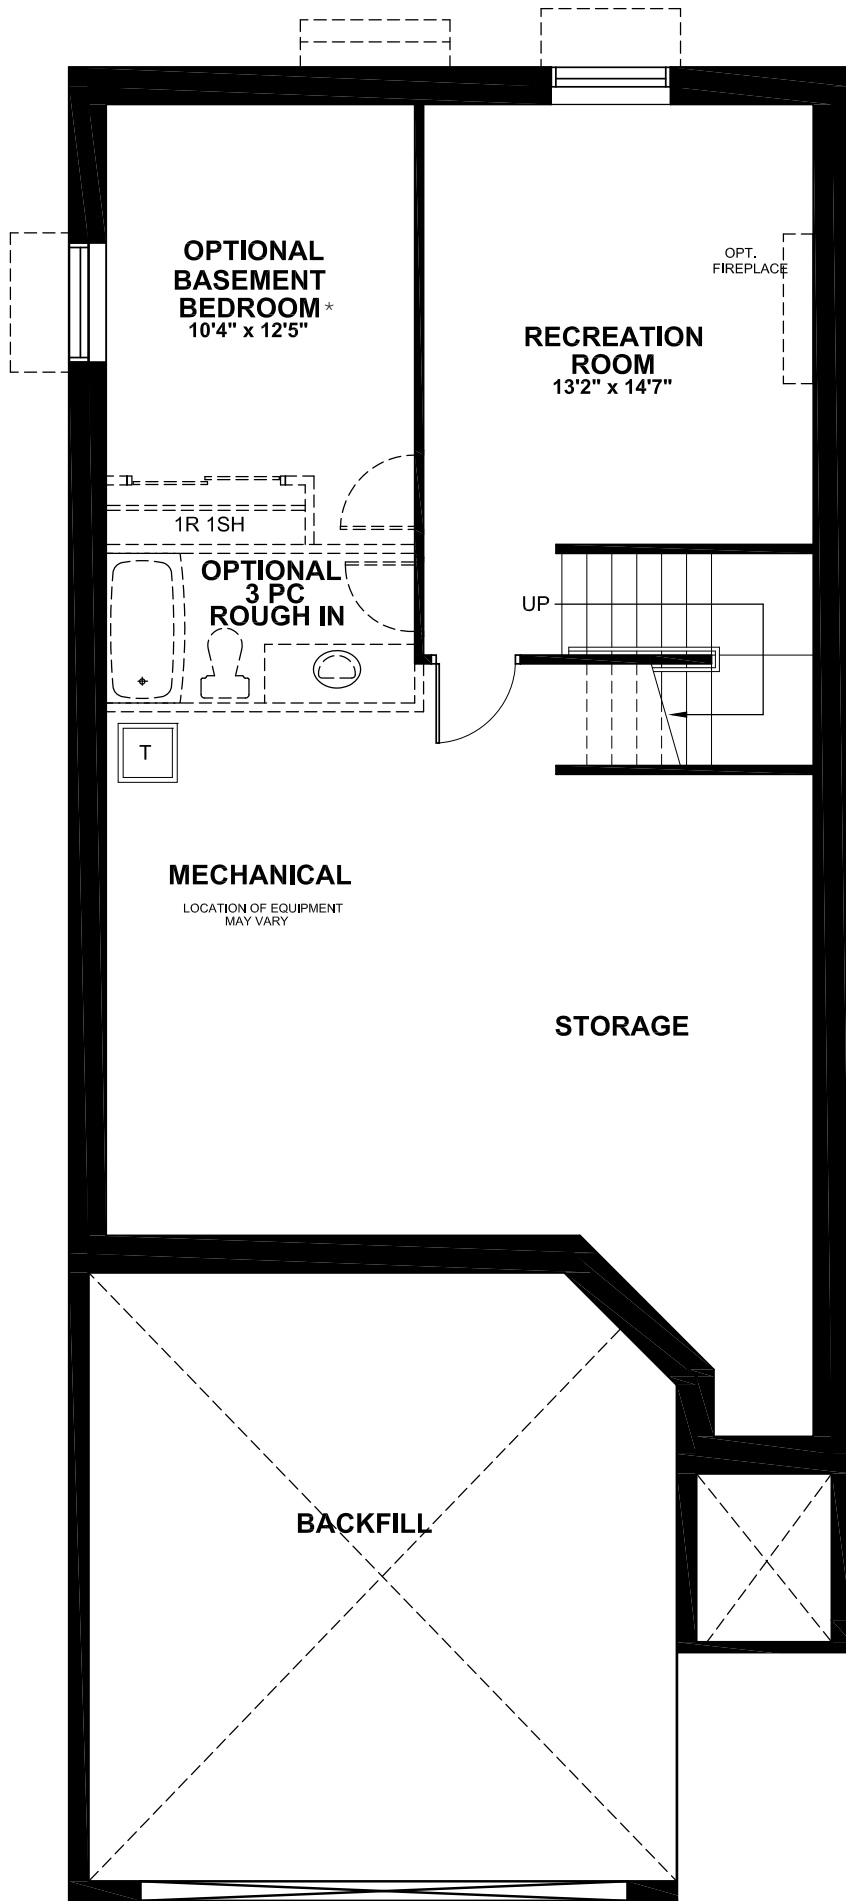 OPTIONAL
BASEMENT
BEDROOM*
10'4" x 12'5"
OPT.
FIREPLACE
RECREATION
ROOM
13'2" x 14'7"
1R 1SH
OPTIONAL
3 PC
ROUGH IN
UP
T
MECHANICAL
LOCATION OF EQUIPMENT
MAY VARY
STORAGE
BACKFILL